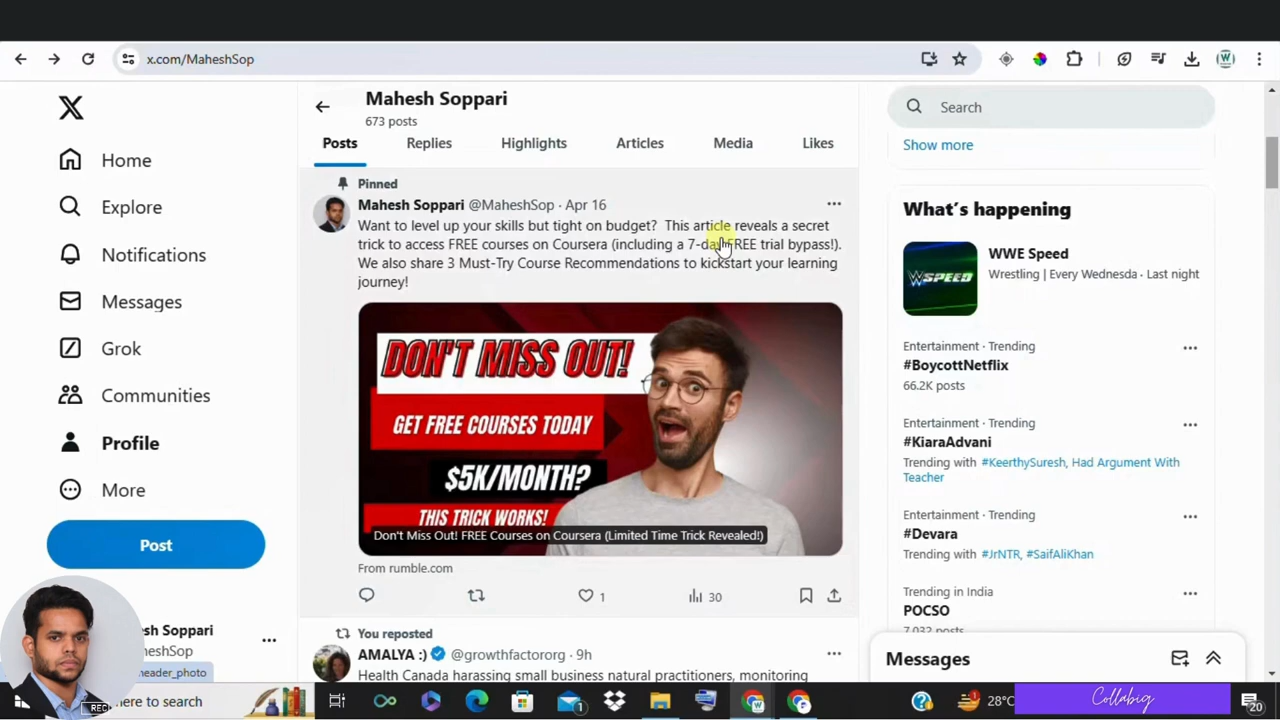 x.com/MaheshSop
Mahesh Soppari
673 posts
Posts
Replies
Highlights
Articles
Media
Likes
Home
Explore
Notifications
Messages
Grok
Communities
Profile
More
Post
Pinned
Mahesh Soppari @MaheshSop · Apr 16
Want to level up your skills but tight on budget? This article reveals a secret
trick to access FREE courses on Coursera (including a 7-day FREE trial bypass!).
We also share 3 Must-Try Course Recommendations to kickstart your learning
journey!
DON'T MISS OUT!
GET FREE COURSES TODAY
$5K/MONTH?
THIS TRICK WORKS!
Don't Miss Out! FREE Courses on Coursera (Limited Time Trick Revealed!)
From rumble.com
1
30
You reposted
AMALYA :) @growthfactororg · 9h
Health Canada harassing small business natural practitioners, monitoring
Search
Show more
What's happening
WWE Speed
Wrestling | Every Wednesda · Last night
SPEED
Entertainment · Trending
#BoycottNetflix
66.2K posts
Entertainment · Trending
#KiaraAdvani
Trending with #KeerthySuresh, Had Argument With
Teacher
Entertainment · Trending
#Devara
Trending with #JrNTR, #SaifAliKhan
Trending in India
POCSO
7,032 posts
Messages
esh Soppari
heshSop
header_photo
REC
here to search
1
28°C
Collabig
20